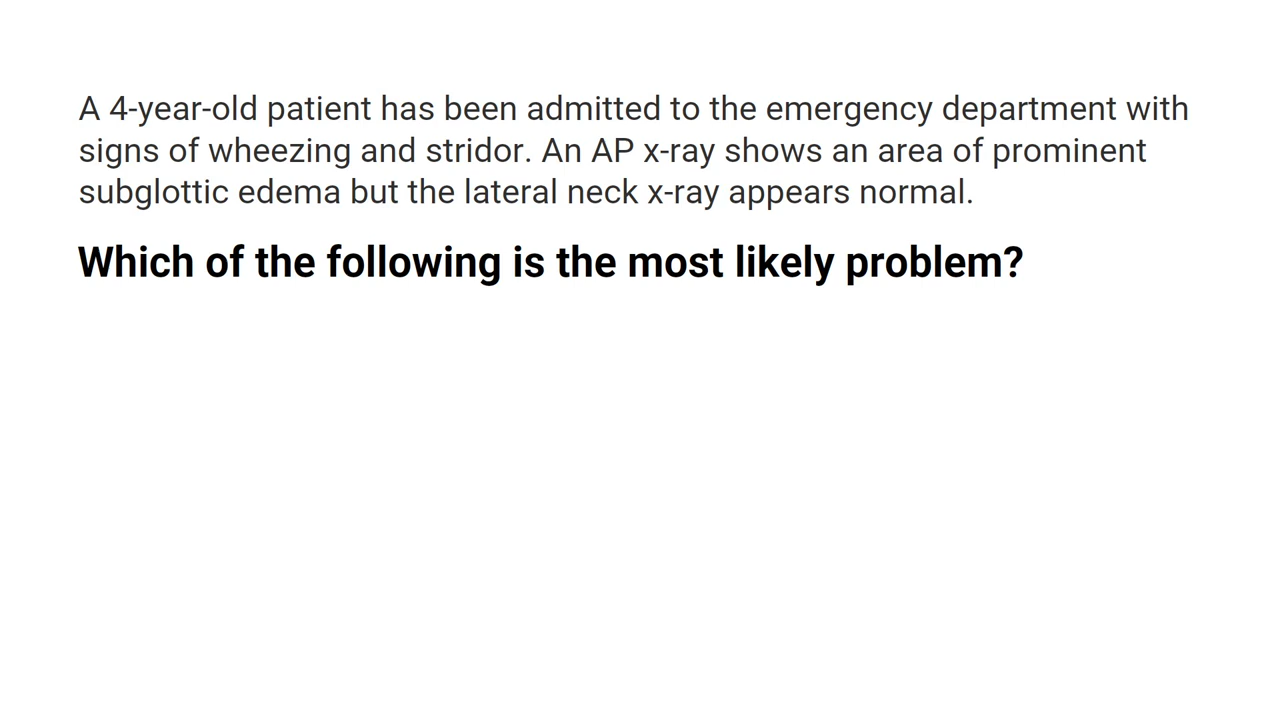 A 4-year-old patient has been admitted to the emergency department with
signs of wheezing and stridor. An AP x-ray shows an area of prominent
subglottic edema but the lateral neck x-ray appears normal.
Which of the following is the most likely problem?